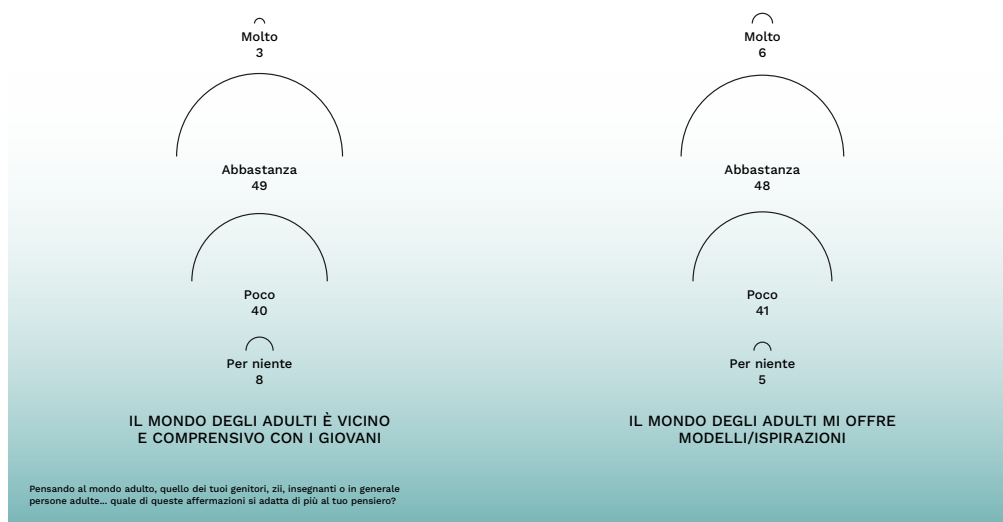 Molto
3
Abbastanza
49
Poco
40
Per niente
8
IL MONDO DEGLI ADULTI È VICINO
E COMPRENSIVO CON I GIOVANI
Molto
6
Abbastanza
48
Poco
41
Per niente
5
IL MONDO DEGLI ADULTI MI OFFRE
MODELLI/ISPIRAZIONI
Pensando al mondo adulto, quello dei tuoi genitori, zii, insegnanti o in generale
persone adulte... quale di queste affermazioni si adatta di più al tuo pensiero?